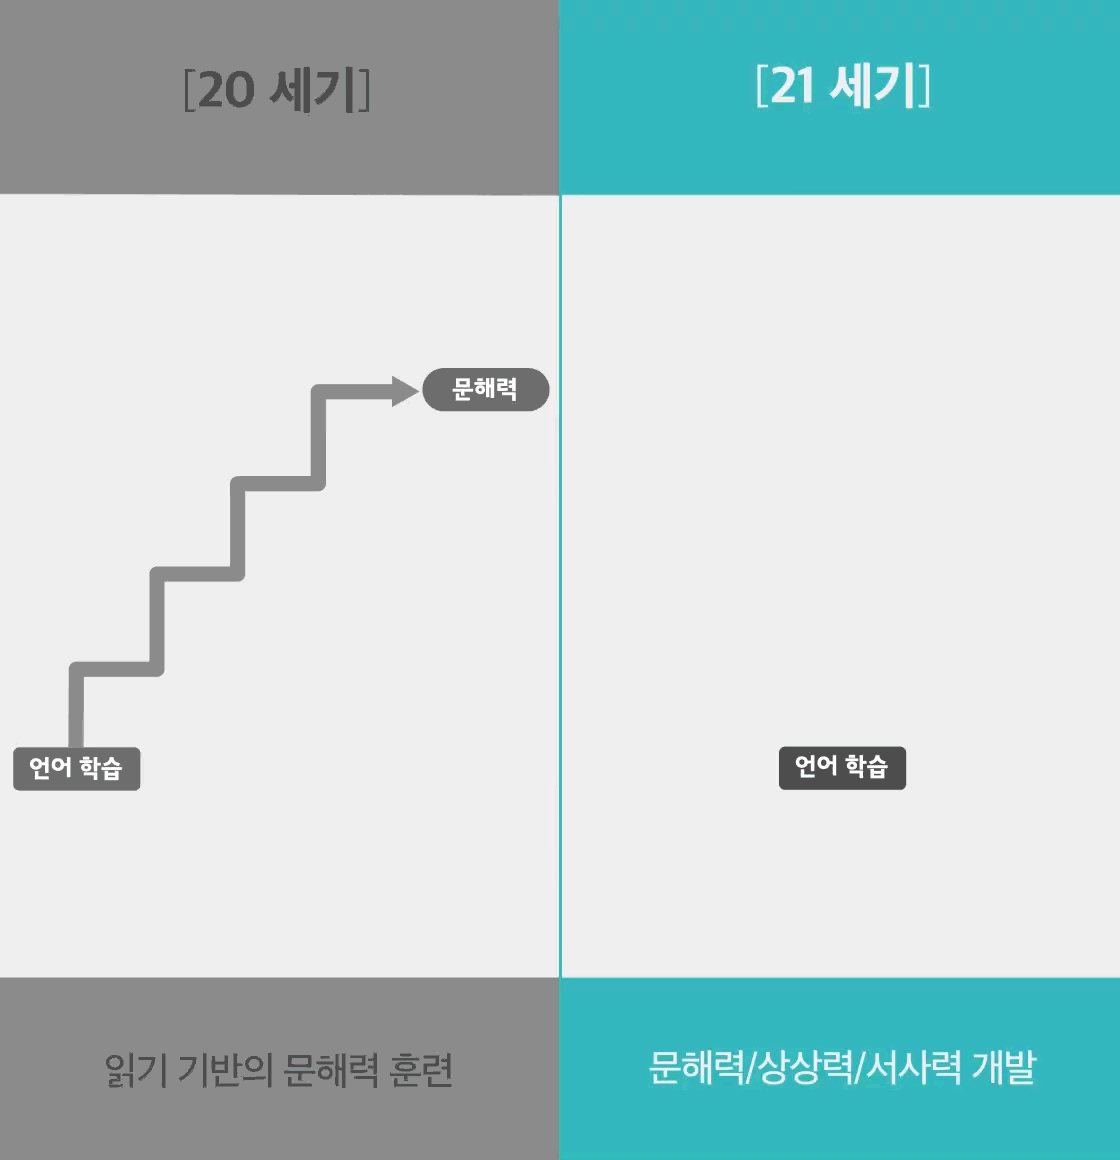 [20 세기]
[21 세기]
문해력
언어 학습
언어 학습
읽기 기반의 문해력 훈련
문해력/상상력/서사력 개발